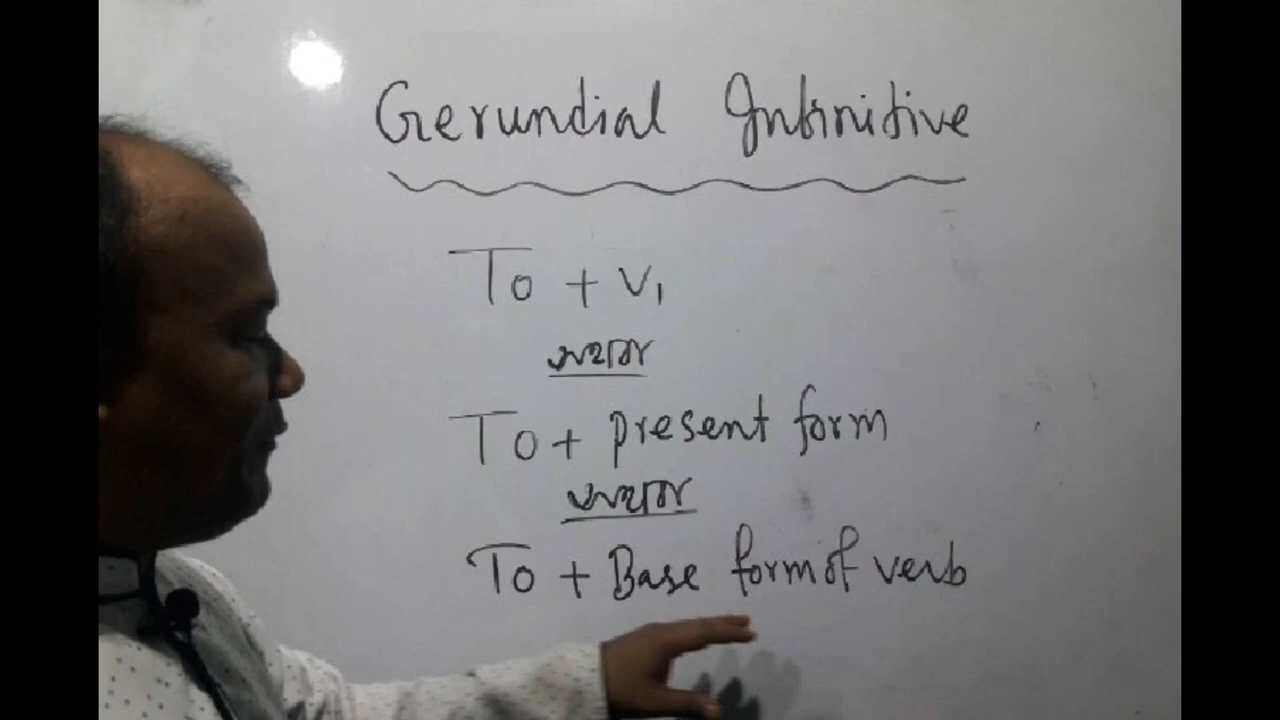 Gerundial Infinitive
To + V1
অথবা
To + present form
অথবা
To + Base form of verb